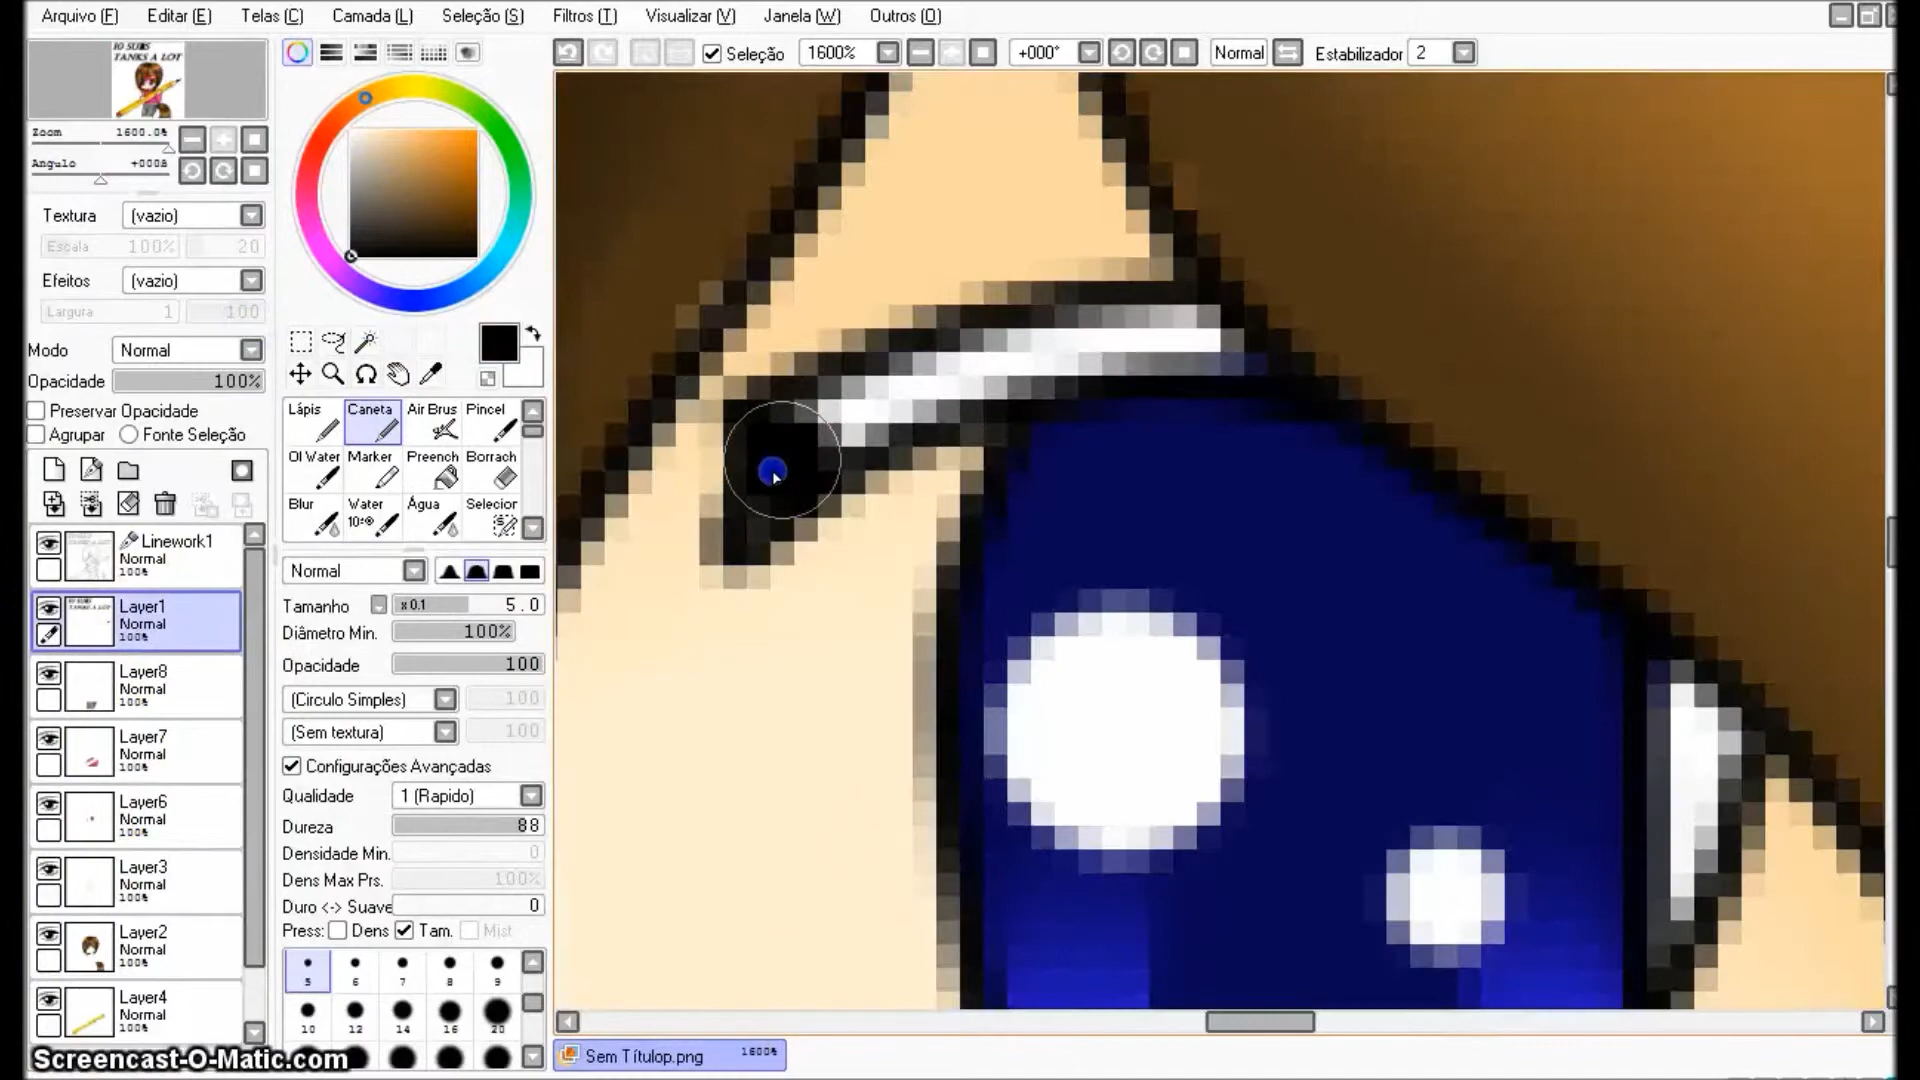 Arquivo (F) Editar (E) Telas (C) Camada (L) Seleção (S) Filtros (T) Visualizar (V) Janela (W) Outros (O)
Seleção 1600% +000° Normal Estabilizador 2
10 SUBS
TANKS A LOT
Zoom 1600.0%
Angulo +000º
Textura (vazio)
Escala 100% 20
Efeitos (vazio)
Largura 1 100
Modo Normal
Opacidade 100%
Preservar Opacidade
Agrupar Fonte Seleção
Linework1
Normal
100%
Layer1
Normal
100%
Layer8
Normal
100%
Layer7
Normal
100%
Layer6
Normal
100%
Layer3
Normal
100%
Layer2
Normal
100%
Layer4
Normal
100%
Lápis Caneta Air Brus Pincel
Ol Water Marker Preench Borrach
Blur Water Água Selecior
Normal
Tamanho x 0.1 5.0
Diâmetro Min. 100%
Opacidade 100
(Circulo Simples) 100
(Sem textura) 100
Configurações Avançadas
Qualidade 1 (Rapido)
Dureza 88
Densidade Min. 0
Dens Max Prs. 100%
Duro <-> Suave 0
Press: Dens Tam. Mist
5 6 7 8 9
10 12 14 16 20
Sem Títulop.png 1600%
Screencast-O-Matic.com